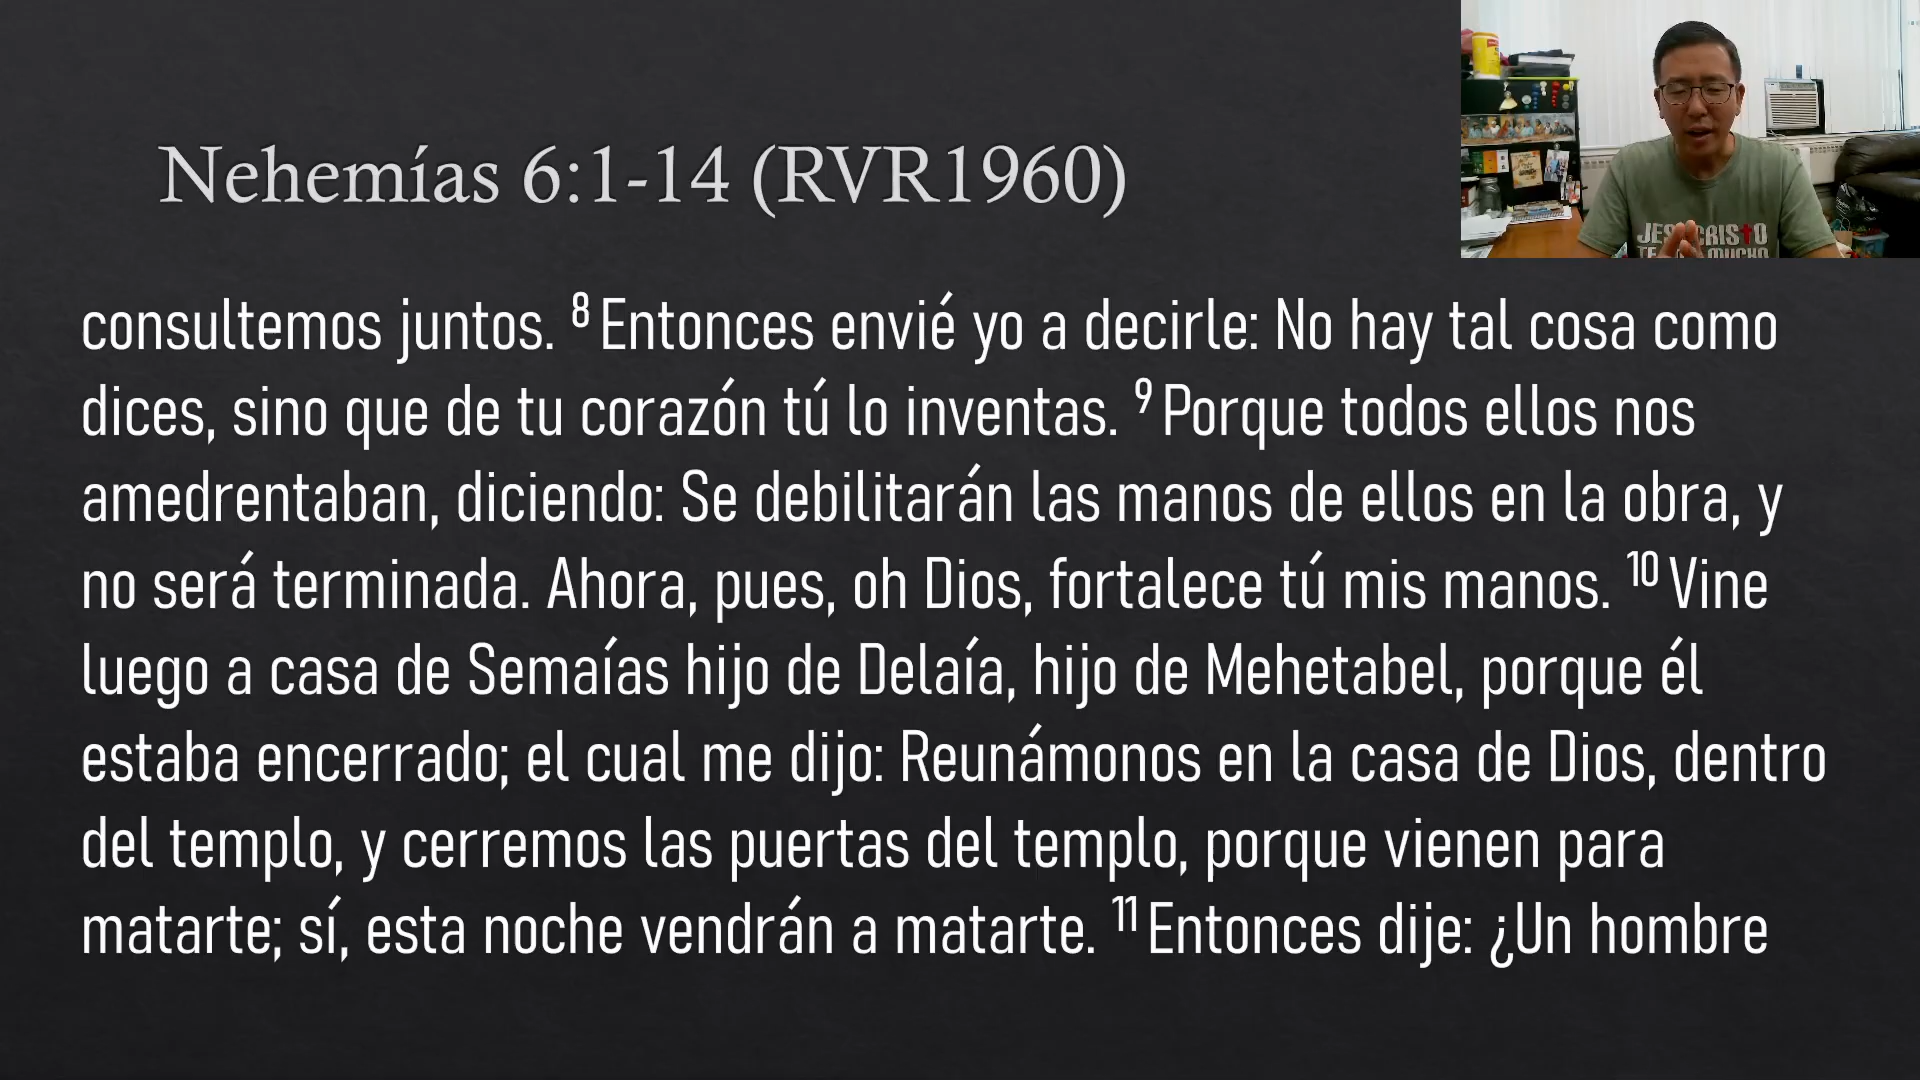 Nehemías 6:1-14 (RVR1960)
consultemos juntos. 8 Entonces envié yo a decirle: No hay tal cosa como
dices, sino que de tu corazón tú lo inventas. 9 Porque todos ellos nos
amedrentaban, diciendo: Se debilitarán las manos de ellos en la obra, y
no será terminada. Ahora, pues, oh Dios, fortalece tú mis manos. 10 Vine
luego a casa de Semaías hijo de Delaía, hijo de Mehetabel, porque él
estaba encerrado; el cual me dijo: Reunámonos en la casa de Dios, dentro
del templo, y cerremos las puertas del templo, porque vienen para
matarte; sí, esta noche vendrán a matarte. 11 Entonces dije: ¿Un hombre
TE MUCHO